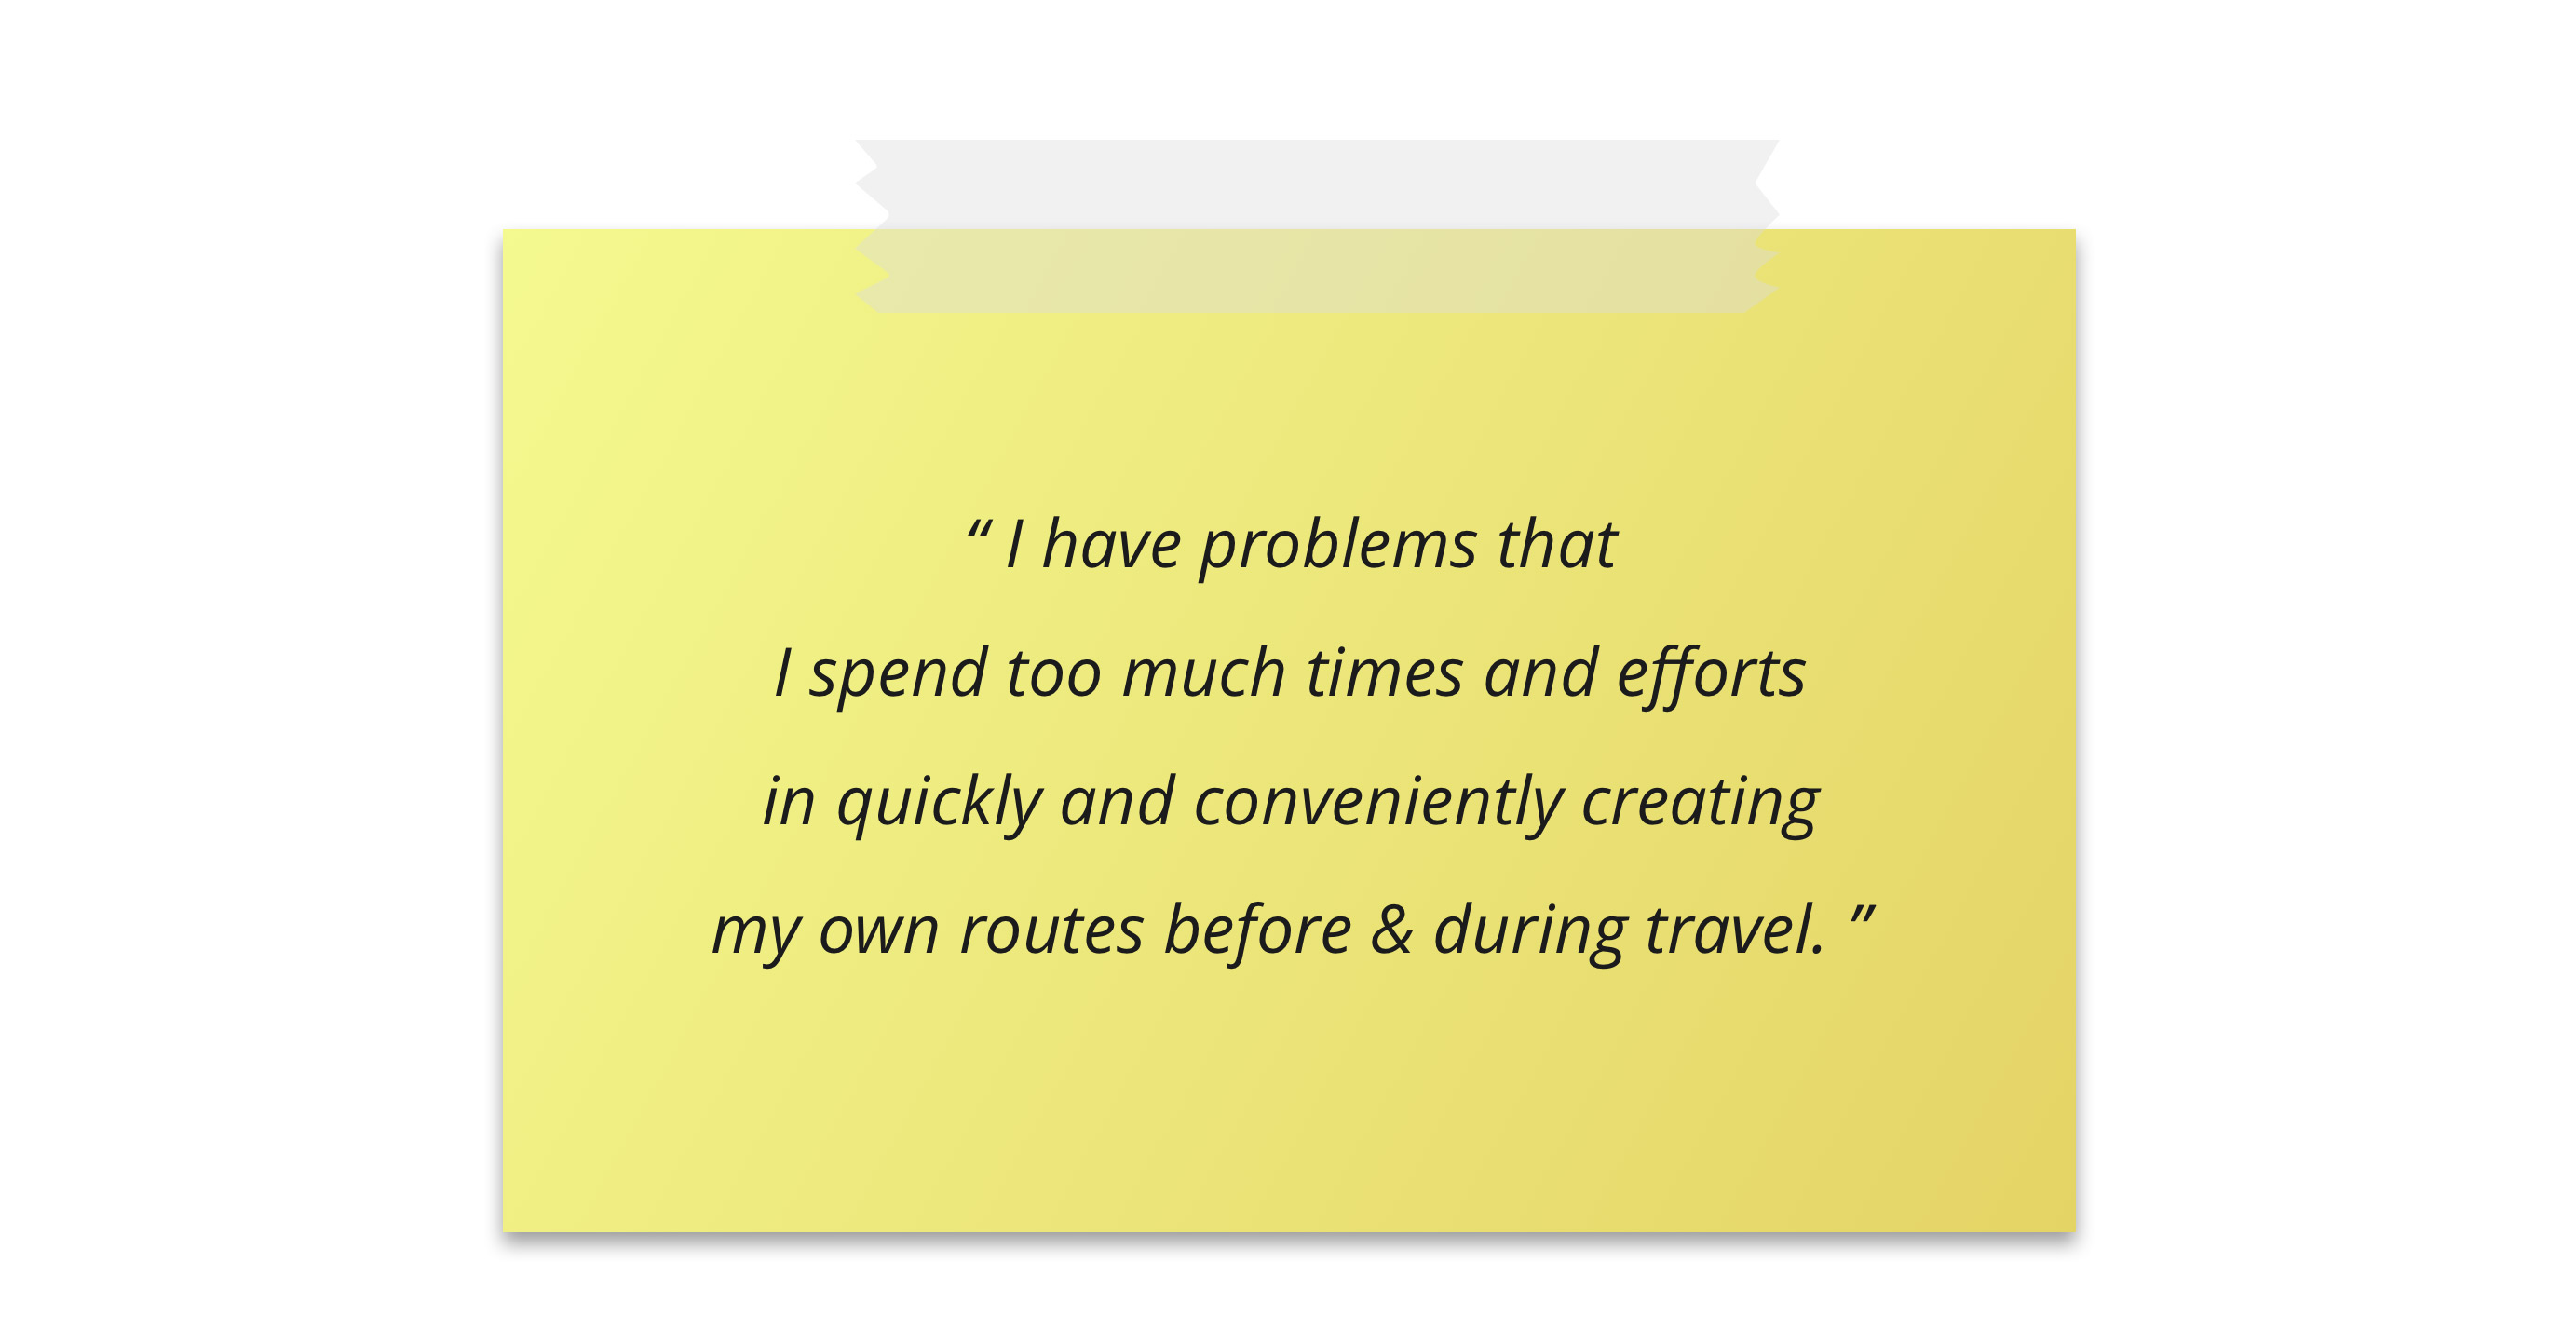 “ I have problems that
I spend too much times and efforts
in quickly and conveniently creating
my own routes before & during travel. ”